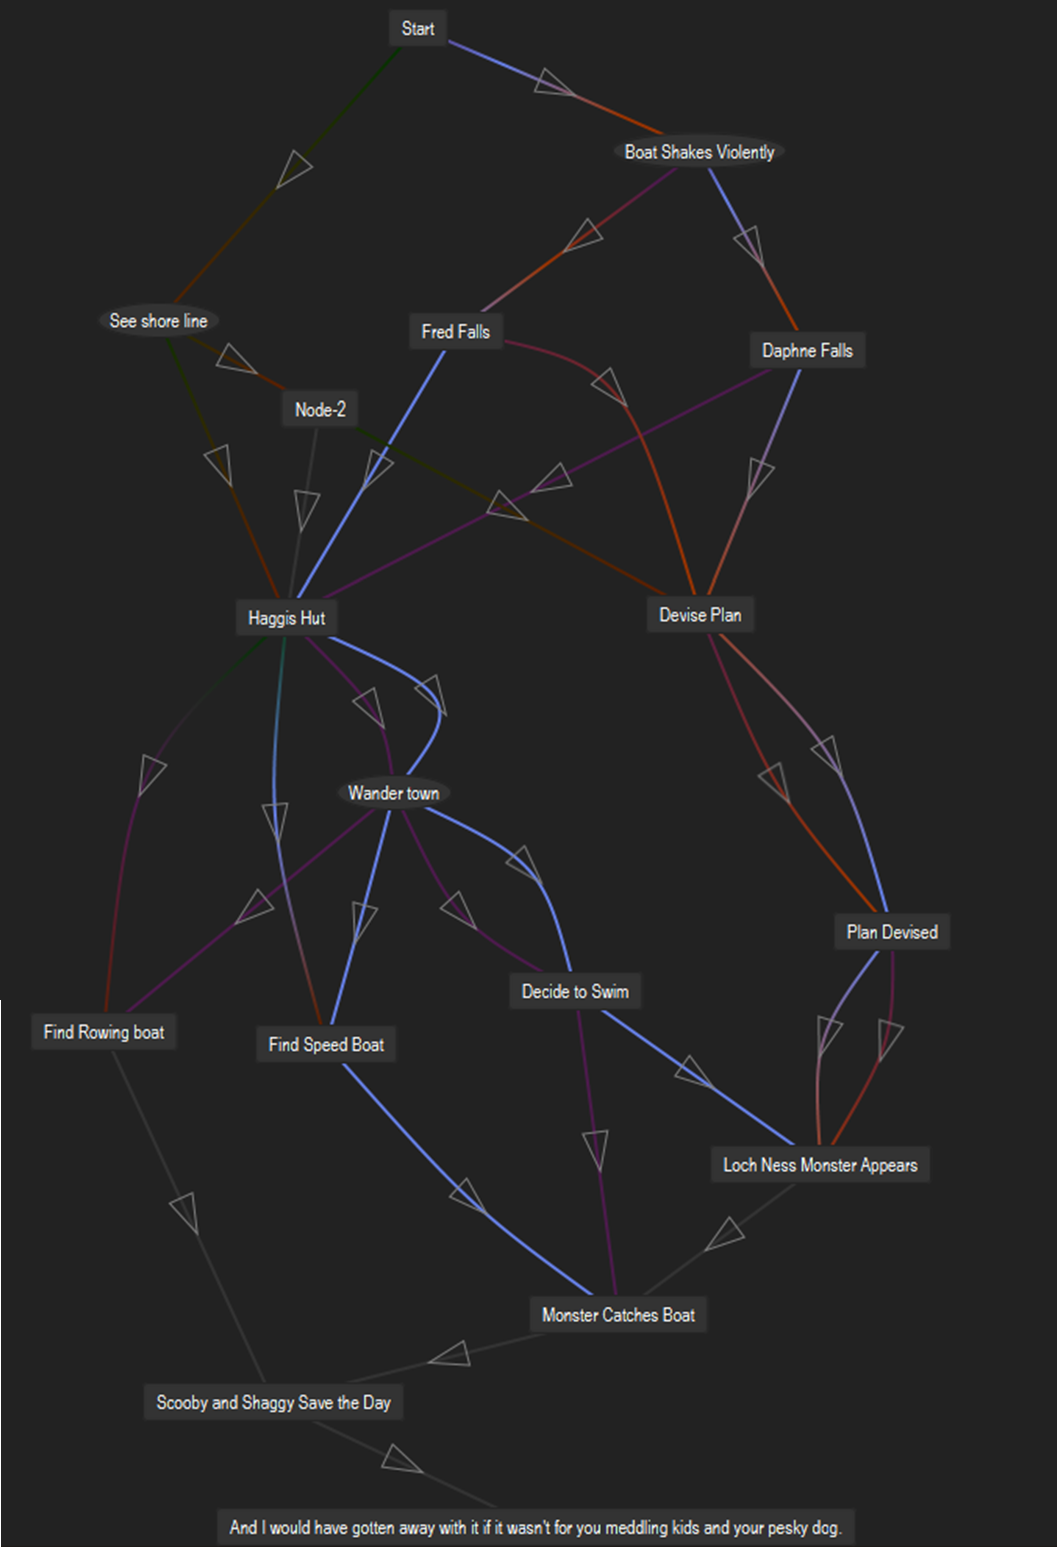 Start
Boat Shakes Violently
See shore line
Fred Falls
Daphne Falls
Node-2
Haggis Hut
Devise Plan
Wander town
Plan Devised
Decide to Swim
Find Rowing boat
Find Speed Boat
Loch Ness Monster Appears
Monster Catches Boat
Scooby and Shaggy Save the Day
And I would have gotten away with it if it wasn't for you meddling kids and your pesky dog.